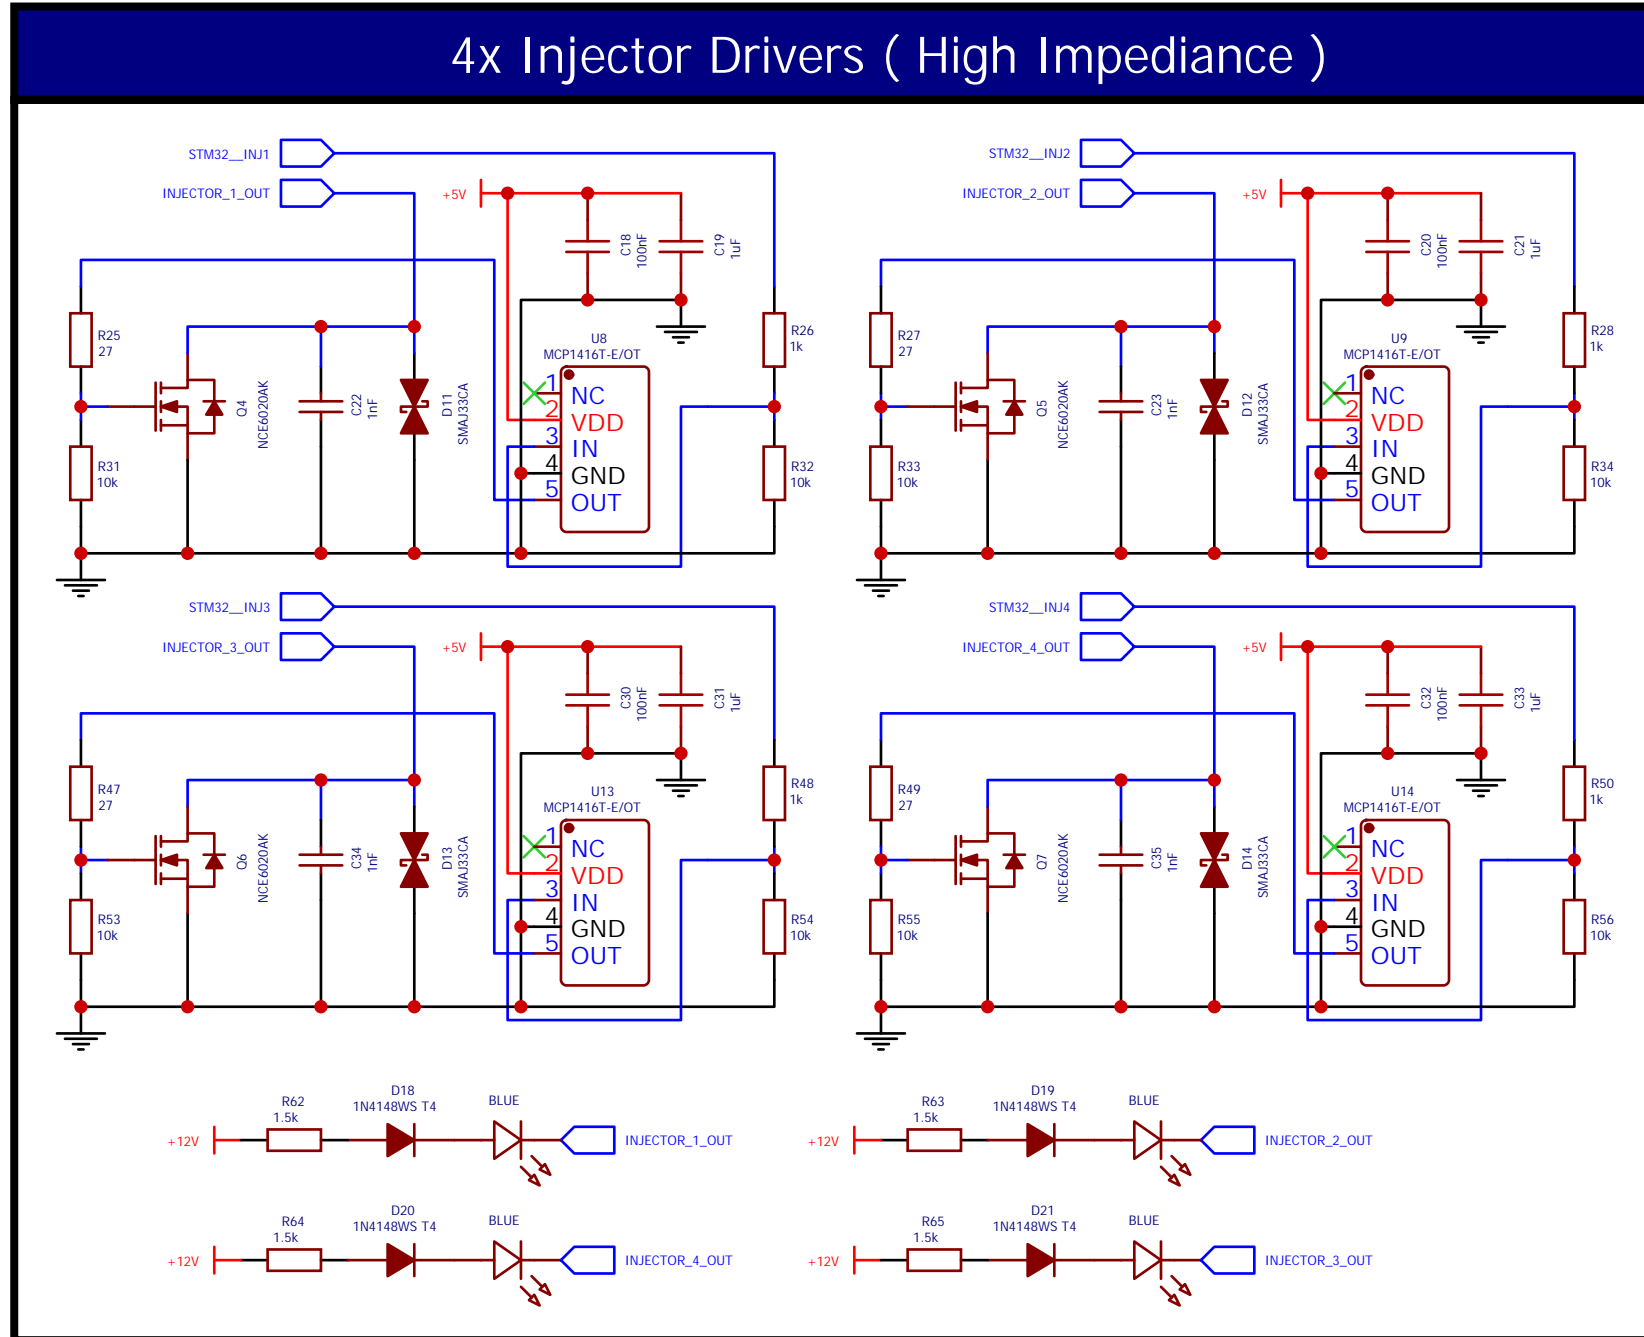 4x Injector Drivers ( High Impediance )
STM32__INJ1
INJECTOR_1_OUT
+5V
C18
100nF
C19
1uF
R25
27
Q4
NCE6020AK
C22
1nF
D11
SMAJ33CA
U8
MCP1416T-E/OT
1
NC
2
VDD
3
IN
4
GND
5
OUT
R26
1k
R31
10k
R32
10k
STM32__INJ2
INJECTOR_2_OUT
+5V
C20
100nF
C21
1uF
R27
27
Q5
NCE6020AK
C23
1nF
D12
SMAJ33CA
U9
MCP1416T-E/OT
1
NC
2
VDD
3
IN
4
GND
5
OUT
R28
1k
R33
10k
R34
10k
STM32__INJ3
INJECTOR_3_OUT
+5V
C30
100nF
C31
1uF
R47
27
Q6
NCE6020AK
C34
1nF
D13
SMAJ33CA
U13
MCP1416T-E/OT
1
NC
2
VDD
3
IN
4
GND
5
OUT
R48
1k
R53
10k
R54
10k
STM32__INJ4
INJECTOR_4_OUT
+5V
C32
100nF
C33
1uF
R49
27
Q7
NCE6020AK
C35
1nF
D14
SMAJ33CA
U14
MCP1416T-E/OT
1
NC
2
VDD
3
IN
4
GND
5
OUT
R50
1k
R55
10k
R56
10k
+12V
R62
1.5k
D18
1N4148WS T4
BLUE
INJECTOR_1_OUT
+12V
R63
1.5k
D19
1N4148WS T4
BLUE
INJECTOR_2_OUT
+12V
R64
1.5k
D20
1N4148WS T4
BLUE
INJECTOR_4_OUT
+12V
R65
1.5k
D21
1N4148WS T4
BLUE
INJECTOR_3_OUT